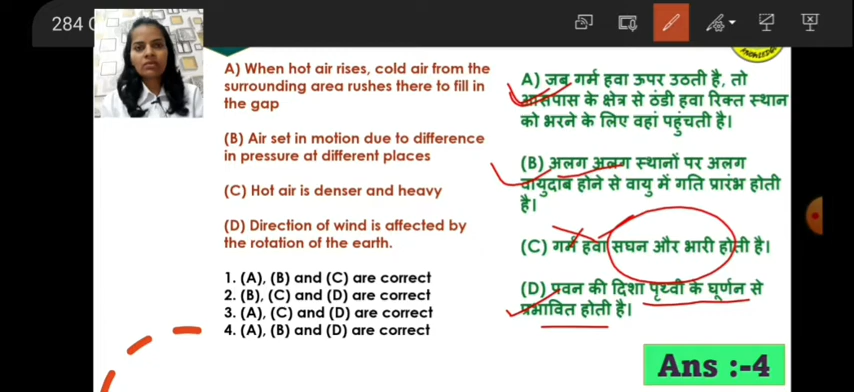 284
A) When hot air rises, cold air from the
surrounding area rushes there to fill in
the gap
(B) Air set in motion due to difference
in pressure at different places
(C) Hot air is denser and heavy
(D) Direction of wind is affected by
the rotation of the earth.
1. (A), (B) and (C) are correct
2. (B), (C) and (D) are correct
3. (A), (C) and (D) are correct
4. (A), (B) and (D) are correct
A) जब गर्म हवा ऊपर उठती है, तो
आसपास के क्षेत्र से ठंडी हवा रिक्त स्थान
को भरने के लिए वहां पहुंचती है।
(B) अलग अलग स्थानों पर अलग
वायुदाब होने से वायु में गति प्रारंभ होती
है।
(C) गर्म हवा सघन और भारी होती है।
(D) पवन की दिशा पृथ्वी के घूर्णन से
प्रभावित होती है।
Ans :-4